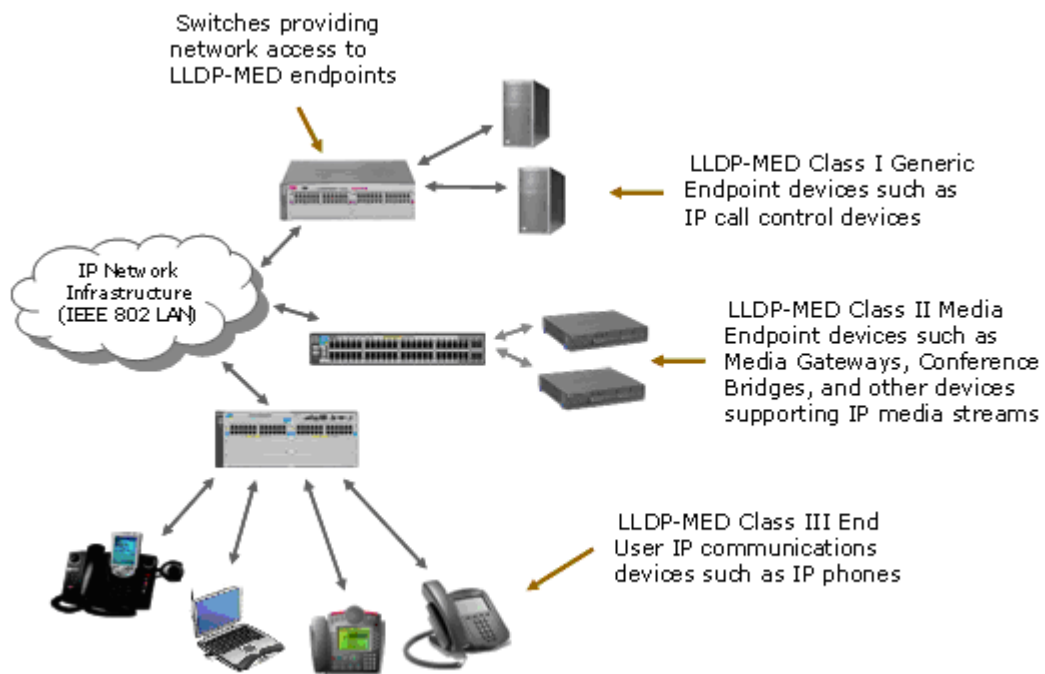 Switches providing
network access to
LLDP-MED endpoints
LLDP-MED Class I Generic
Endpoint devices such as
IP call control devices
IP Network
Infrastructure
(IEEE 802 LAN)
LLDP-MED Class II Media
Endpoint devices such as
Media Gateways, Conference
Bridges, and other devices
supporting IP media streams
LLDP-MED Class III End
User IP communications
devices such as IP phones